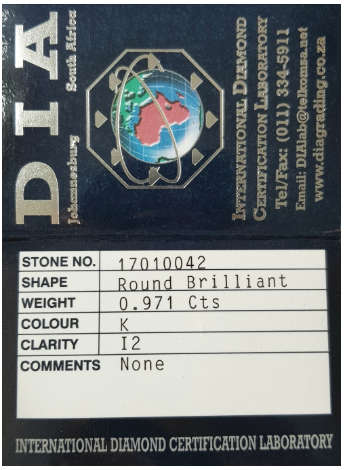 DIA
Johannesburg South Africa
INTERNATIONAL DIAMOND
CERTIFICATION LABORATORY
Tel/Fax: (011) 334-5911
Email: DIAlab@telkomsa.net
www.diagrading.co.za
STONE NO. 17010042
SHAPE Round Brilliant
WEIGHT 0.971 Cts
COLOUR K
CLARITY I2
COMMENTS None
INTERNATIONAL DIAMOND CERTIFICATION LABORATORY